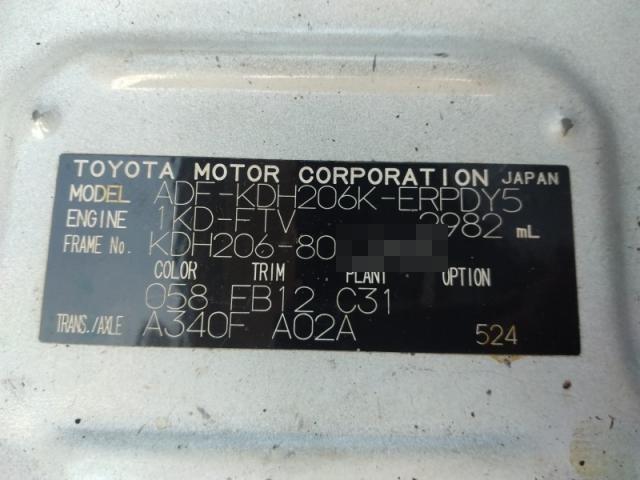 TOYOTA MOTOR CORPORATION JAPAN
MODEL ADF-KDH206K-ERPDY5
ENGINE 1KD-FTV 2982 mL
FRAME No. KDH206-80
COLOR TRIM PLANT OPTION
058 FB12 C31
TRANS./AXLE A340F A02A 524